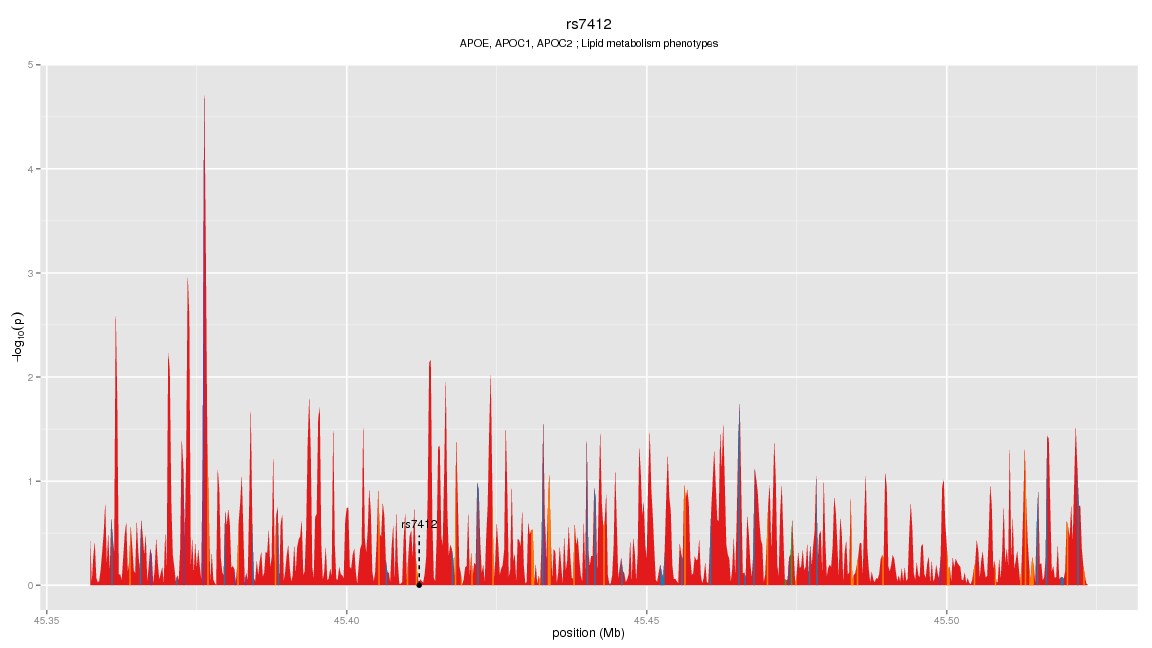 rs7412
APOE, APOC1, APOC2 ; Lipid metabolism phenotypes
5
4
3
2
1
0
−log10(p)
rs7412
45.35
45.40
45.45
45.50
position (Mb)